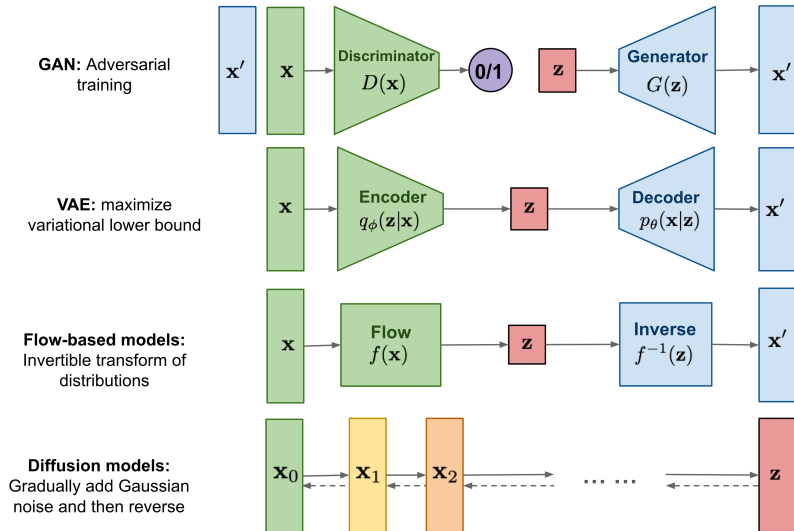 GAN: Adversarial
training
x′
x
Discriminator
D(x)
0/1
z
Generator
G(z)
x′
VAE: maximize
variational lower bound
x
Encoder
qϕ(z|x)
z
Decoder
pθ(x|z)
x′
Flow-based models:
Invertible transform of
distributions
x
Flow
f(x)
z
Inverse
f⁻¹(z)
x′
Diffusion models:
Gradually add Gaussian
noise and then reverse
x₀
x₁
x₂
... ...
z